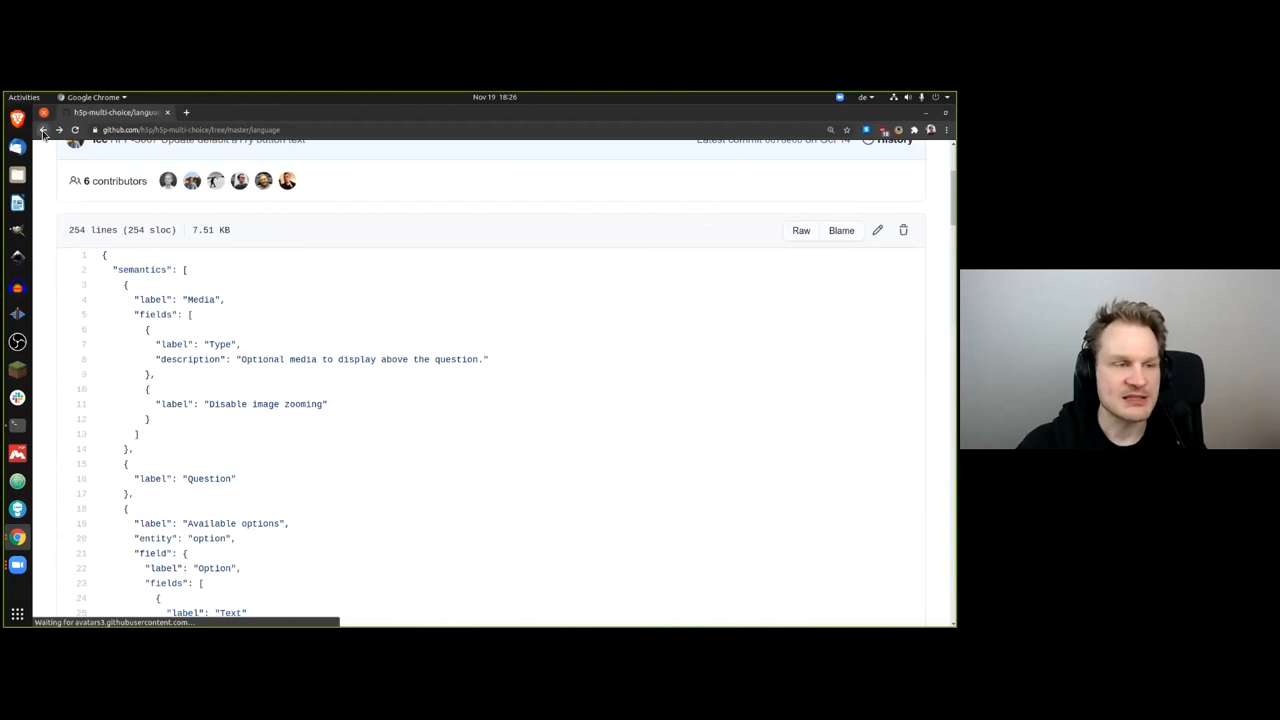 Activities
Google Chrome
Nov 19 18:26
de
h5p-multi-choice/langua
github.com/h5p/h5p-multi-choice/tree/master/language
History
6 contributors
254 lines (254 sloc)
7.51 KB
Raw
Blame
1 {
2 "semantics": [
3 {
4 "label": "Media",
5 "fields": [
6 {
7 "label": "Type",
8 "description": "Optional media to display above the question."
9 },
10 {
11 "label": "Disable image zooming"
12 }
13 ]
14 },
15 {
16 "label": "Question"
17 },
18 {
19 "label": "Available options",
20 "entity": "option",
21 "field": {
22 "label": "Option",
23 "fields": [
24 {
25 "label": "Text"
Waiting for avatars3.githubusercontent.com...